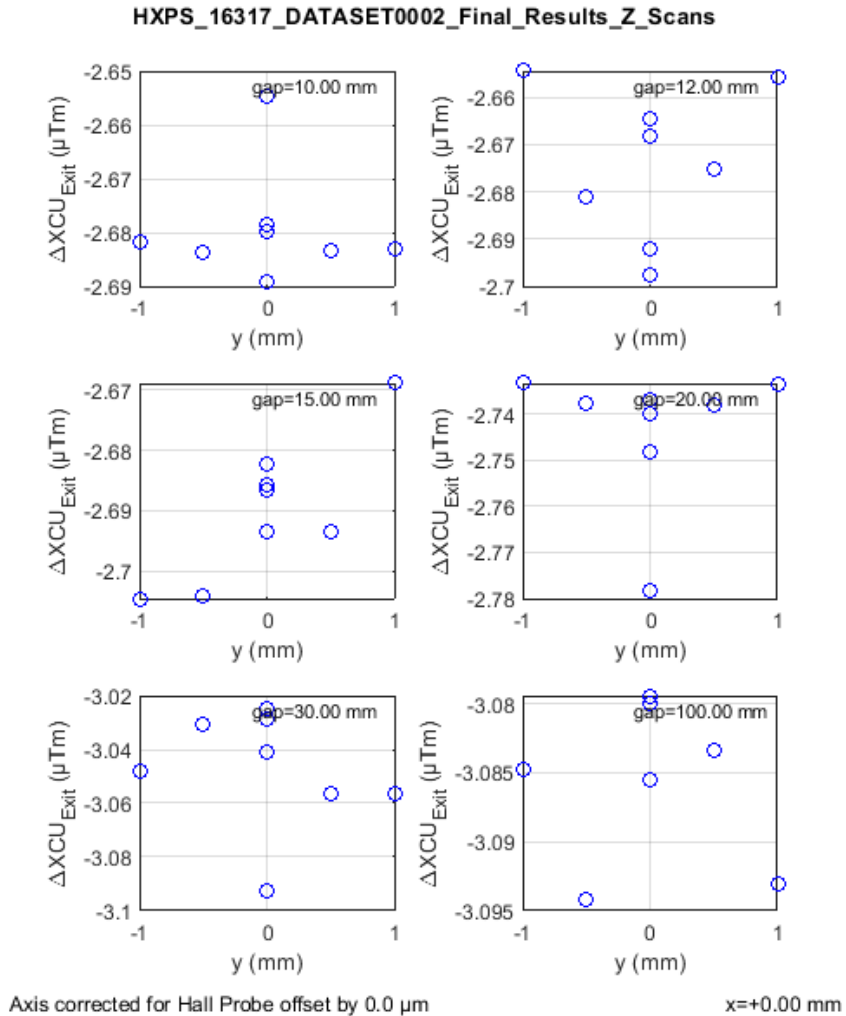 HXPS_16317_DATASET0002_Final_Results_Z_Scans
-2.65
-2.66
-2.67
-2.68
-2.69
ΔXCU_Exit (µTm)
gap=10.00 mm
-1 0 1
y (mm)
-2.66
-2.67
-2.68
-2.69
-2.7
ΔXCU_Exit (µTm)
gap=12.00 mm
-1 0 1
y (mm)
-2.67
-2.68
-2.69
-2.7
ΔXCU_Exit (µTm)
gap=15.00 mm
-1 0 1
y (mm)
-2.74
-2.75
-2.76
-2.77
-2.78
ΔXCU_Exit (µTm)
gap=20.00 mm
-1 0 1
y (mm)
-3.02
-3.04
-3.06
-3.08
-3.1
ΔXCU_Exit (µTm)
gap=30.00 mm
-1 0 1
y (mm)
-3.08
-3.085
-3.09
-3.095
ΔXCU_Exit (µTm)
gap=100.00 mm
-1 0 1
y (mm)
Axis corrected for Hall Probe offset by 0.0 µm
x=+0.00 mm